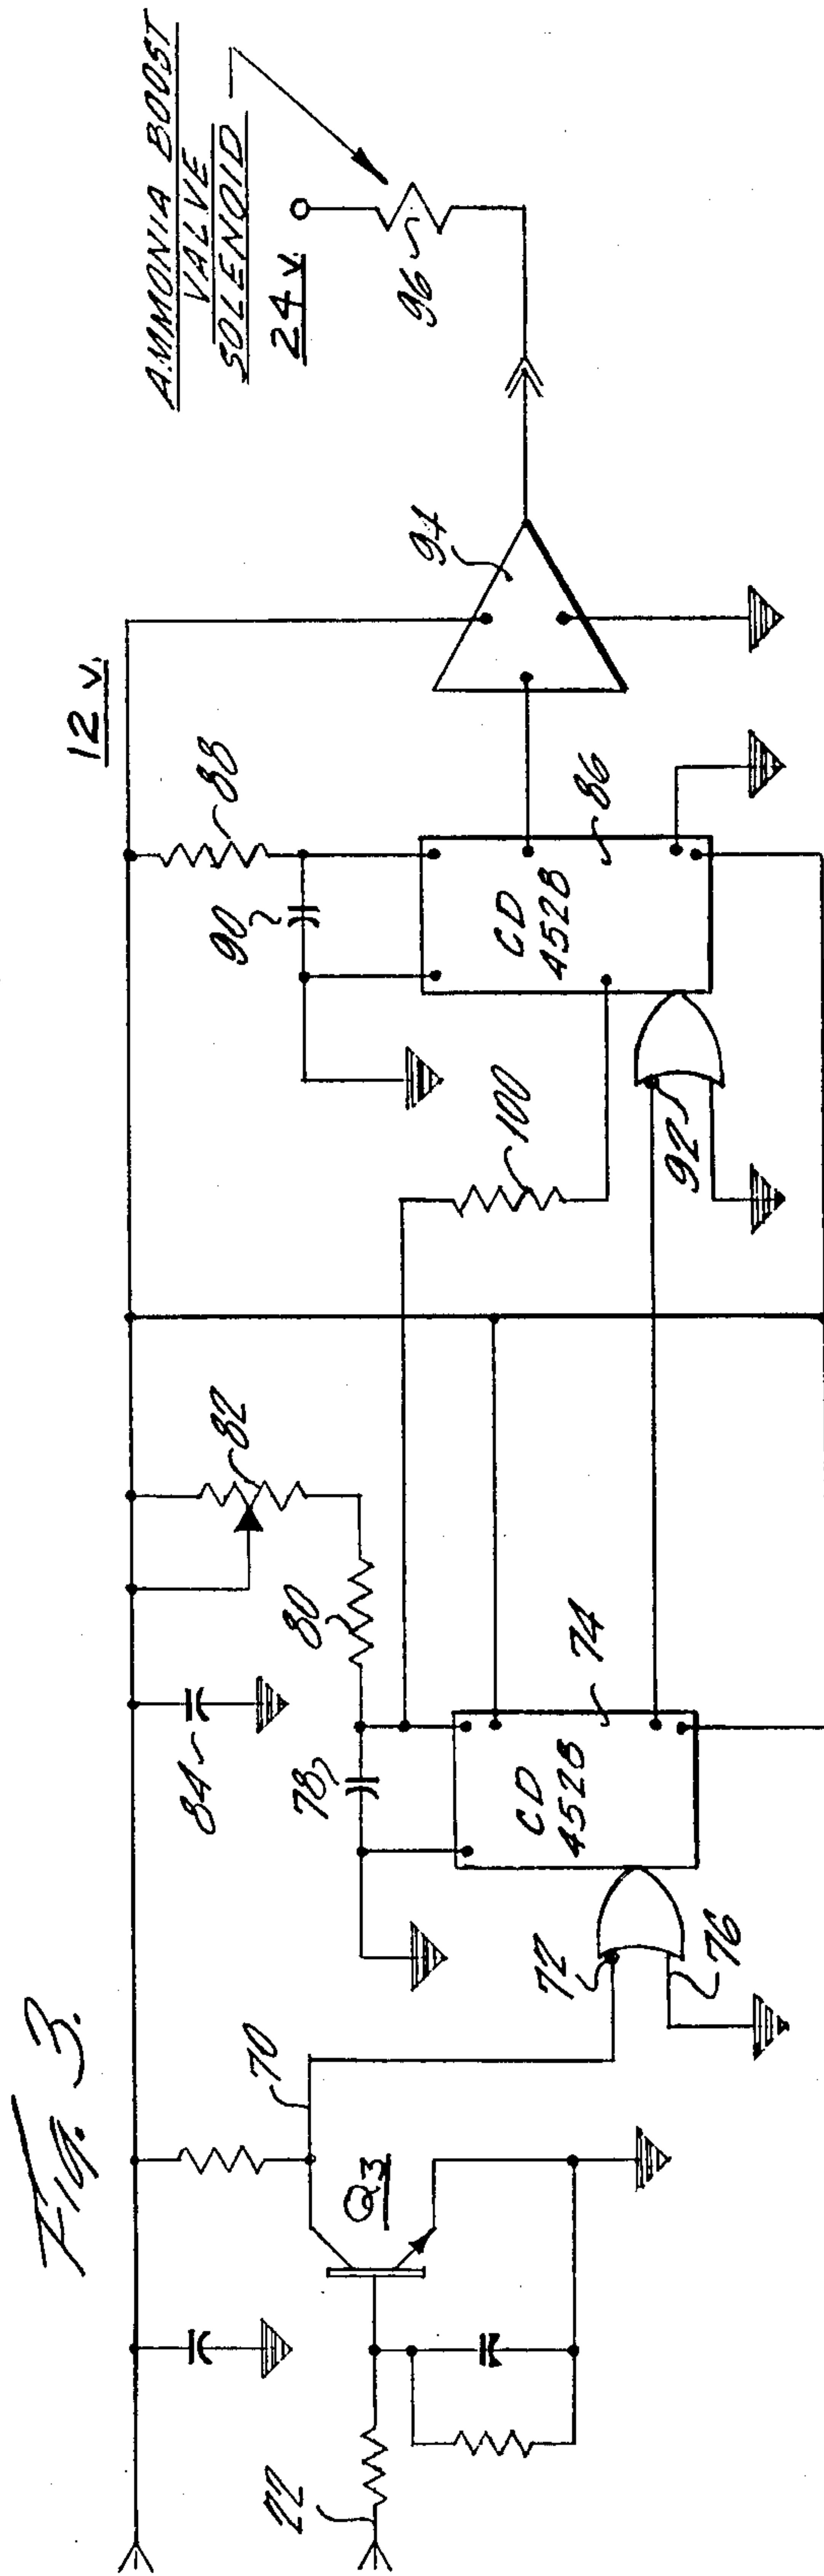 Fig. 3.
AMMONIA BOOST
VALVE
SOLENOID
24 V.
12 V.
96
94
88
90
86
CD
4528
100
92
82
80
84
78
74
CD
4528
72
76
70
Q3
22